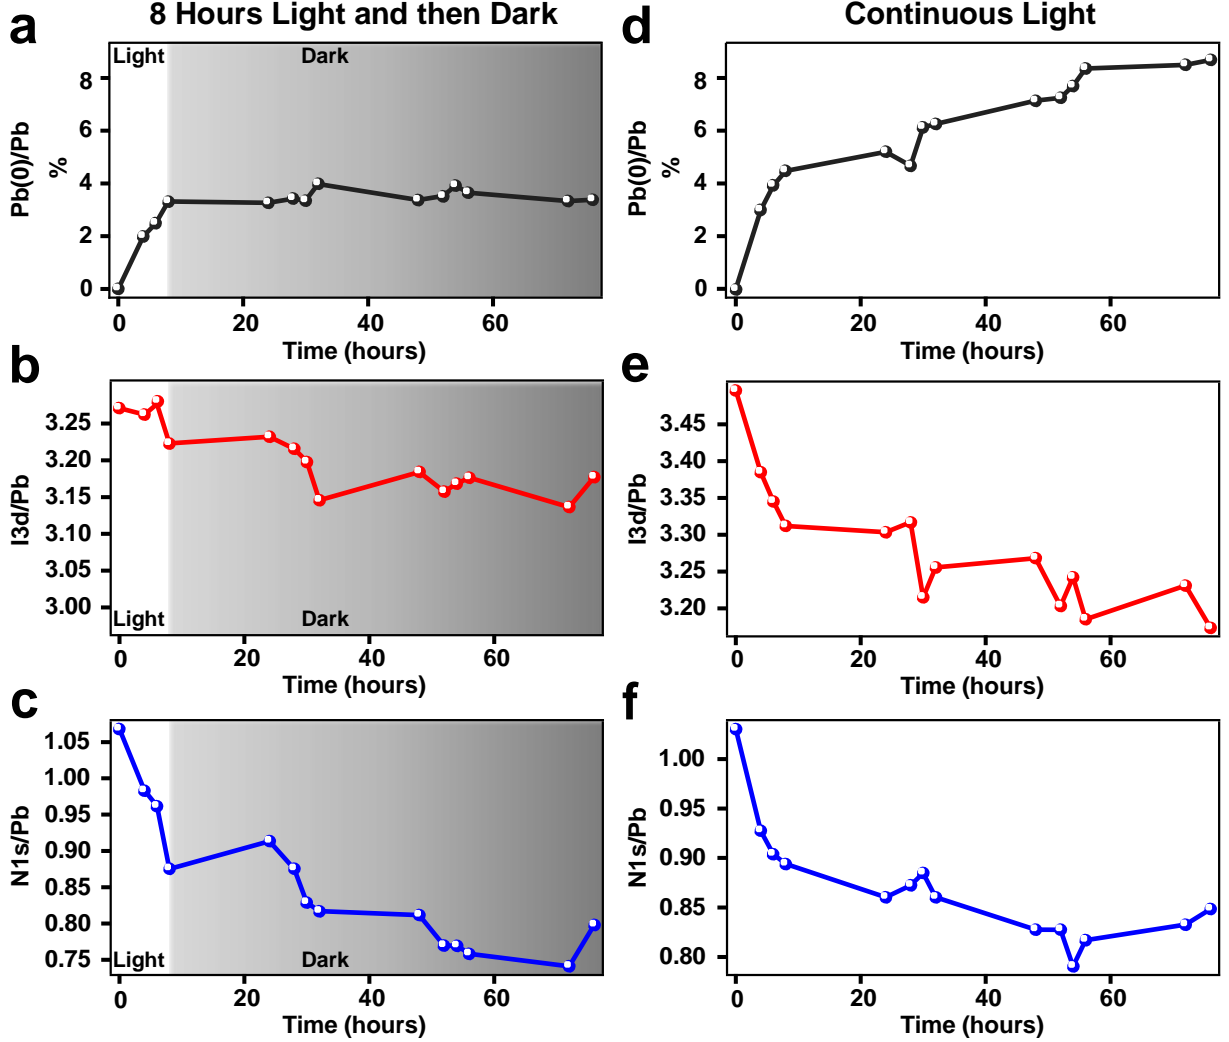 8 Hours Light and then Dark
Continuous Light
a
Light
Dark
Pb(0)/Pb
%
8
6
4
2
0
0
20
40
60
Time (hours)
d
Pb(0)/Pb
%
8
6
4
2
0
0
20
40
60
Time (hours)
b
I3d/Pb
3.25
3.20
3.15
3.10
3.05
3.00
Light
Dark
0
20
40
60
Time (hours)
e
I3d/Pb
3.45
3.40
3.35
3.30
3.25
3.20
0
20
40
60
Time (hours)
c
N1s/Pb
1.05
1.00
0.95
0.90
0.85
0.80
0.75
Light
Dark
0
20
40
60
Time (hours)
f
N1s/Pb
1.00
0.95
0.90
0.85
0.80
0
20
40
60
Time (hours)